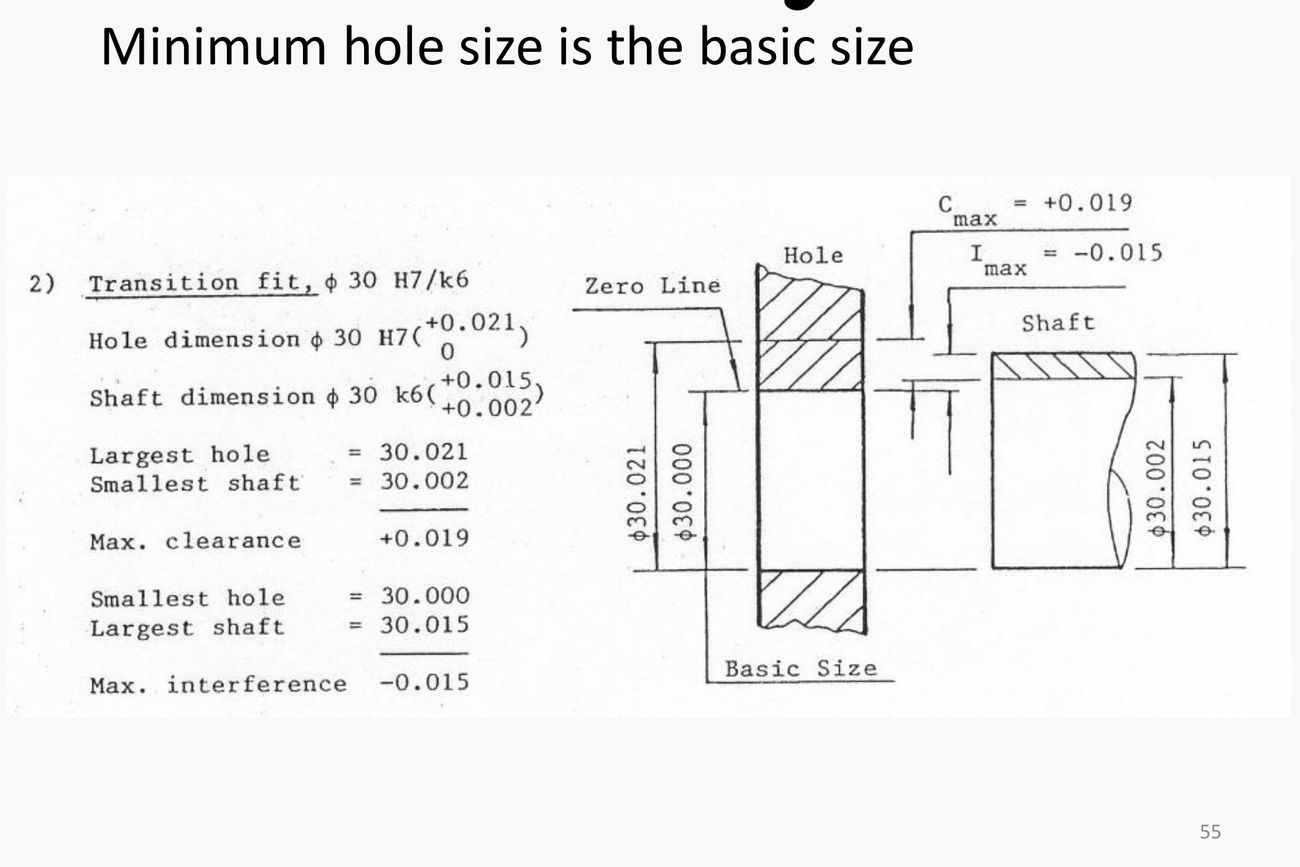 Minimum hole size is the basic size
2) Transition fit, ϕ 30 H7/k6
Hole dimension ϕ 30 H7(+0.021 0)
Shaft dimension ϕ 30 k6(+0.015 +0.002)
Largest hole = 30.021
Smallest shaft = 30.002
Max. clearance +0.019
Smallest hole = 30.000
Largest shaft = 30.015
Max. interference -0.015
Cmax = +0.019
Imax = -0.015
Hole
Zero Line
Shaft
ϕ30.021
ϕ30.000
ϕ30.002
ϕ30.015
Basic Size
55